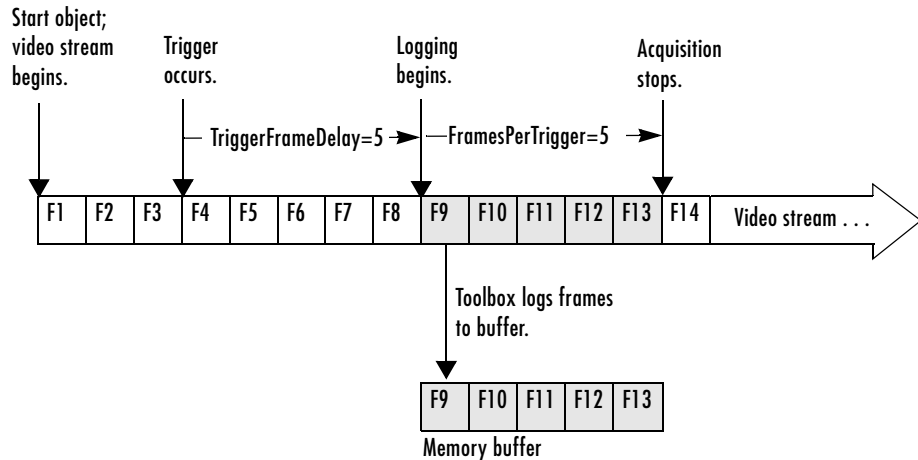 Start object;
video stream
begins.
Trigger
occurs.
Logging
begins.
Acquisition
stops.
TriggerFrameDelay=5
FramesPerTrigger=5
F1 F2 F3 F4 F5 F6 F7 F8 F9 F10 F11 F12 F13 F14 Video stream . . .
Toolbox logs frames
to buffer.
F9 F10 F11 F12 F13
Memory buffer